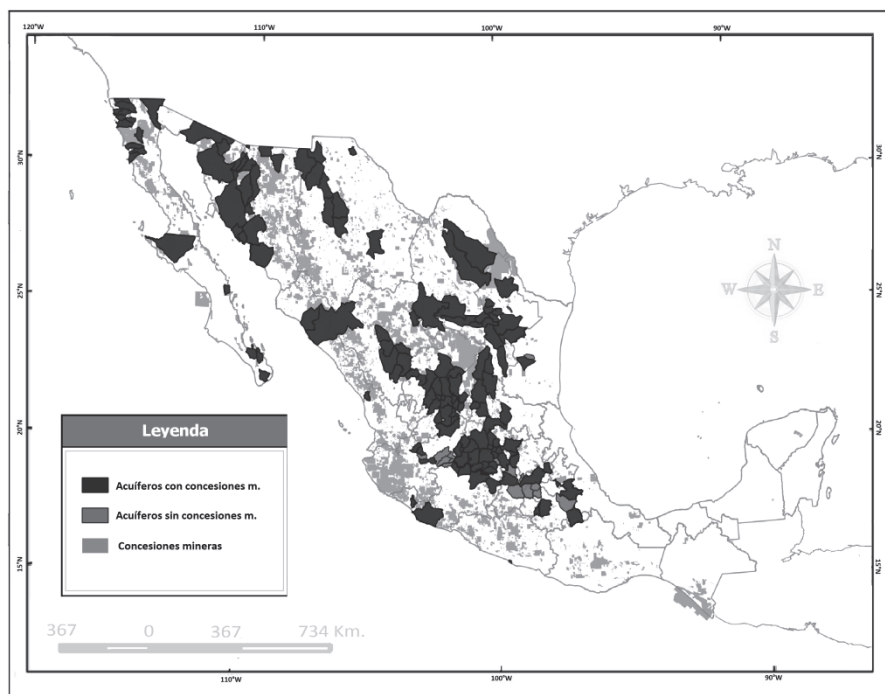 120°W
110°W
100°W
90°W
30°N
30°N
25°N
25°N
20°N
20°N
15°N
15°N
N
W
E
S
Leyenda
Acuíferos con concesiones m.
Acuíferos sin concesiones m.
Concesiones mineras
367 0 367 734 Km.
110°W
100°W
90°W